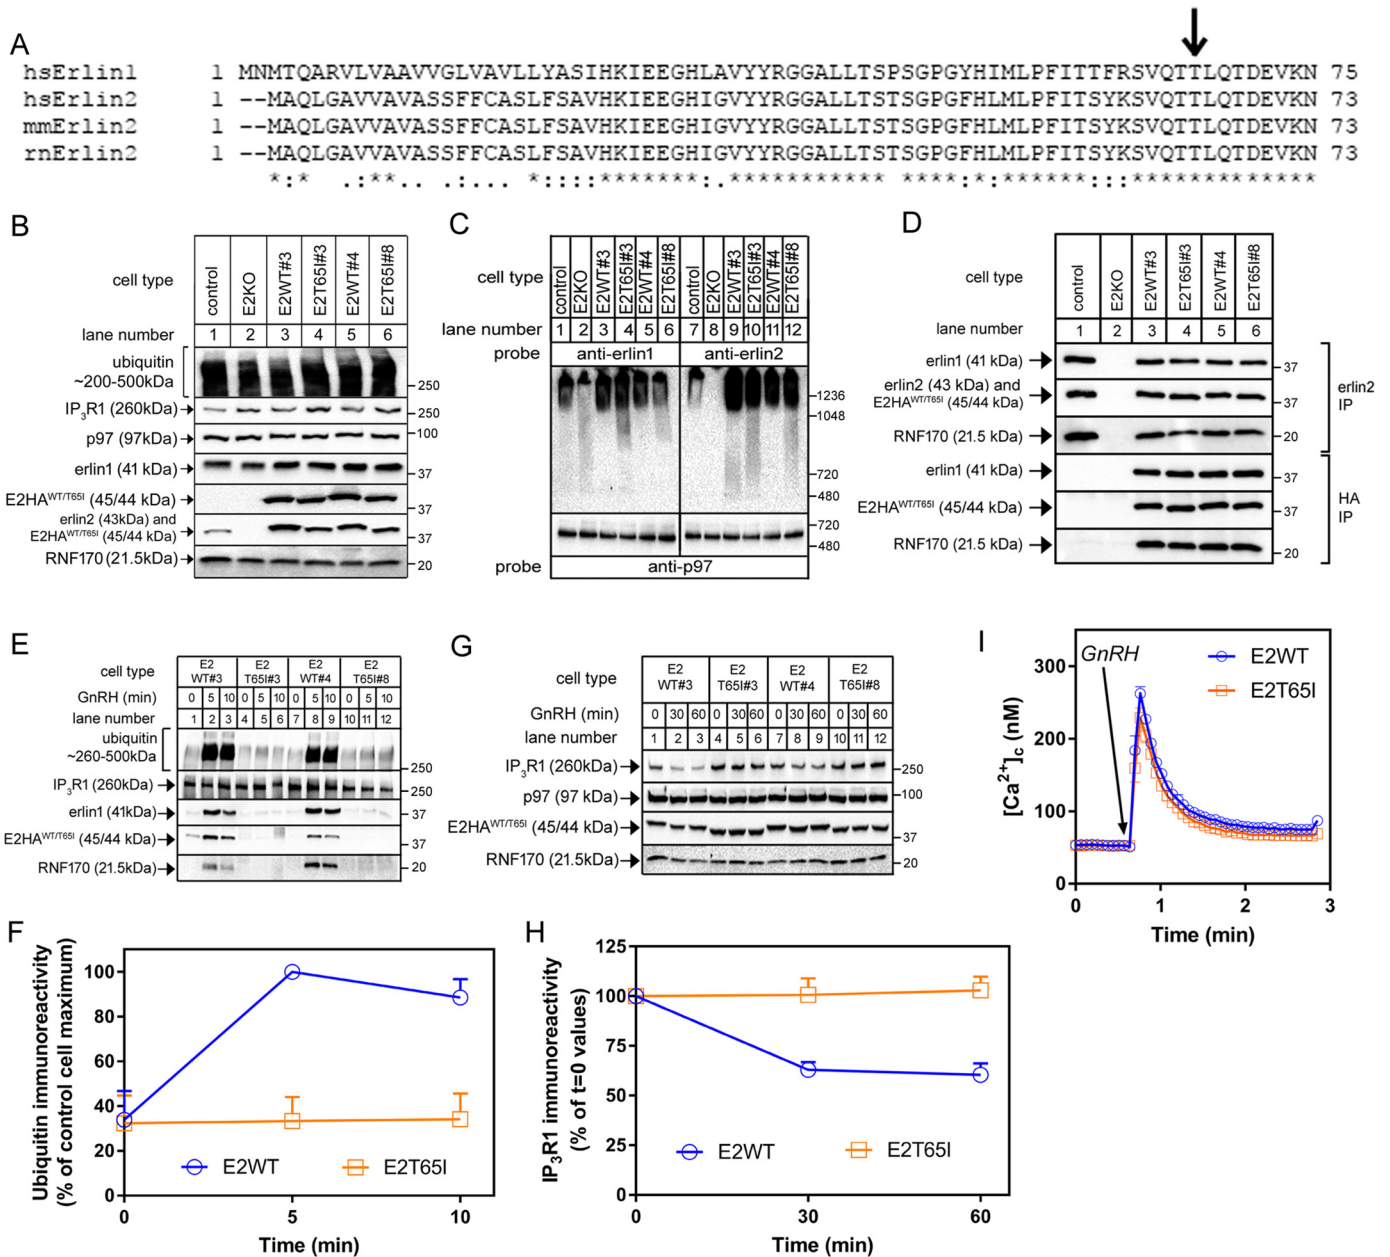 A
hsErlin1 1 MNMTQARVLVAAVVGLVAVLLYASIHKIEEGHLAVYYRGGALLTSPSGPGYHIMLPFITTFRSVQTTLQTDEVKN 75
hsErlin2 1 --MAQLGAVVAVASSFFCASLFSAVHKIEEGHIGVYYRGGALLTSTSGPGFHLMLPFITSYKSVQTTLQTDEVKN 73
mmErlin2 1 --MAQLGAVVAVASSFFCASLFSAVHKIEEGHIGVYYRGGALLTSTSGPGFHLMLPFITSYKSVQTTLQTDEVKN 73
rnErlin2 1 --MAQLGAVVAVASSFFCASLFSAVHKIEEGHIGVYYRGGALLTSTSGPGFHLMLPFITSYKSVQTTLQTDEVKN 73
B
cell type control E2KO E2WT#3 E2T65I#3 E2WT#4 E2T65I#8
lane number 1 2 3 4 5 6
ubiquitin
~200-500kDa 250
IP3R1 (260kDa) 250
p97 (97kDa) 100
erlin1 (41 kDa) 37
E2HAWT/T65I (45/44 kDa) 37
erlin2 (43kDa) and
E2HAWT/T65I (45/44 kDa) 37
RNF170 (21.5kDa) 20
C
cell type control E2KO E2WT#3 E2T65I#3 E2WT#4 E2T65I#8 control E2KO E2WT#3 E2T65I#3 E2WT#4 E2T65I#8
lane number 1 2 3 4 5 6 7 8 9 10 11 12
probe anti-erlin1 anti-erlin2
1236
1048
720
480
720
480
probe anti-p97
D
cell type control E2KO E2WT#3 E2T65I#3 E2WT#4 E2T65I#8
lane number 1 2 3 4 5 6
erlin1 (41 kDa) 37
erlin2 (43 kDa) and
E2HAWT/T65I (45/44 kDa) 37
RNF170 (21.5 kDa) 20
erlin2
IP
erlin1 (41 kDa) 37
E2HAWT/T65I (45/44 kDa) 37
RNF170 (21.5 kDa) 20
HA
IP
E
cell type E2 WT#3 E2 T65I#3 E2 WT#4 E2 T65I#8
GnRH (min) 0 5 10 0 5 10 0 5 10 0 5 10
lane number 1 2 3 4 5 6 7 8 9 10 11 12
ubiquitin
~260-500kDa 250
IP3R1 (260kDa) 250
erlin1 (41kDa) 37
E2HAWT/T65I (45/44 kDa) 37
RNF170 (21.5kDa) 20
G
cell type E2 WT#3 E2 T65I#3 E2 WT#4 E2 T65I#8
GnRH (min) 0 30 60 0 30 60 0 30 60 0 30 60
lane number 1 2 3 4 5 6 7 8 9 10 11 12
IP3R1 (260kDa) 250
p97 (97 kDa) 100
E2HAWT/T65I (45/44 kDa) 37
RNF170 (21.5kDa) 20
I
GnRH
E2WT
E2T65I
[Ca2+]c (nM)
300
200
100
0
0 1 2 3
Time (min)
F
Ubiquitin immunoreactivity
(% of control cell maximum)
100
80
60
40
20
0
E2WT E2T65I
0 5 10
Time (min)
H
IP3R1 immunoreactivity
(% of t=0 values)
125
100
75
50
25
0
E2WT E2T65I
0 30 60
Time (min)